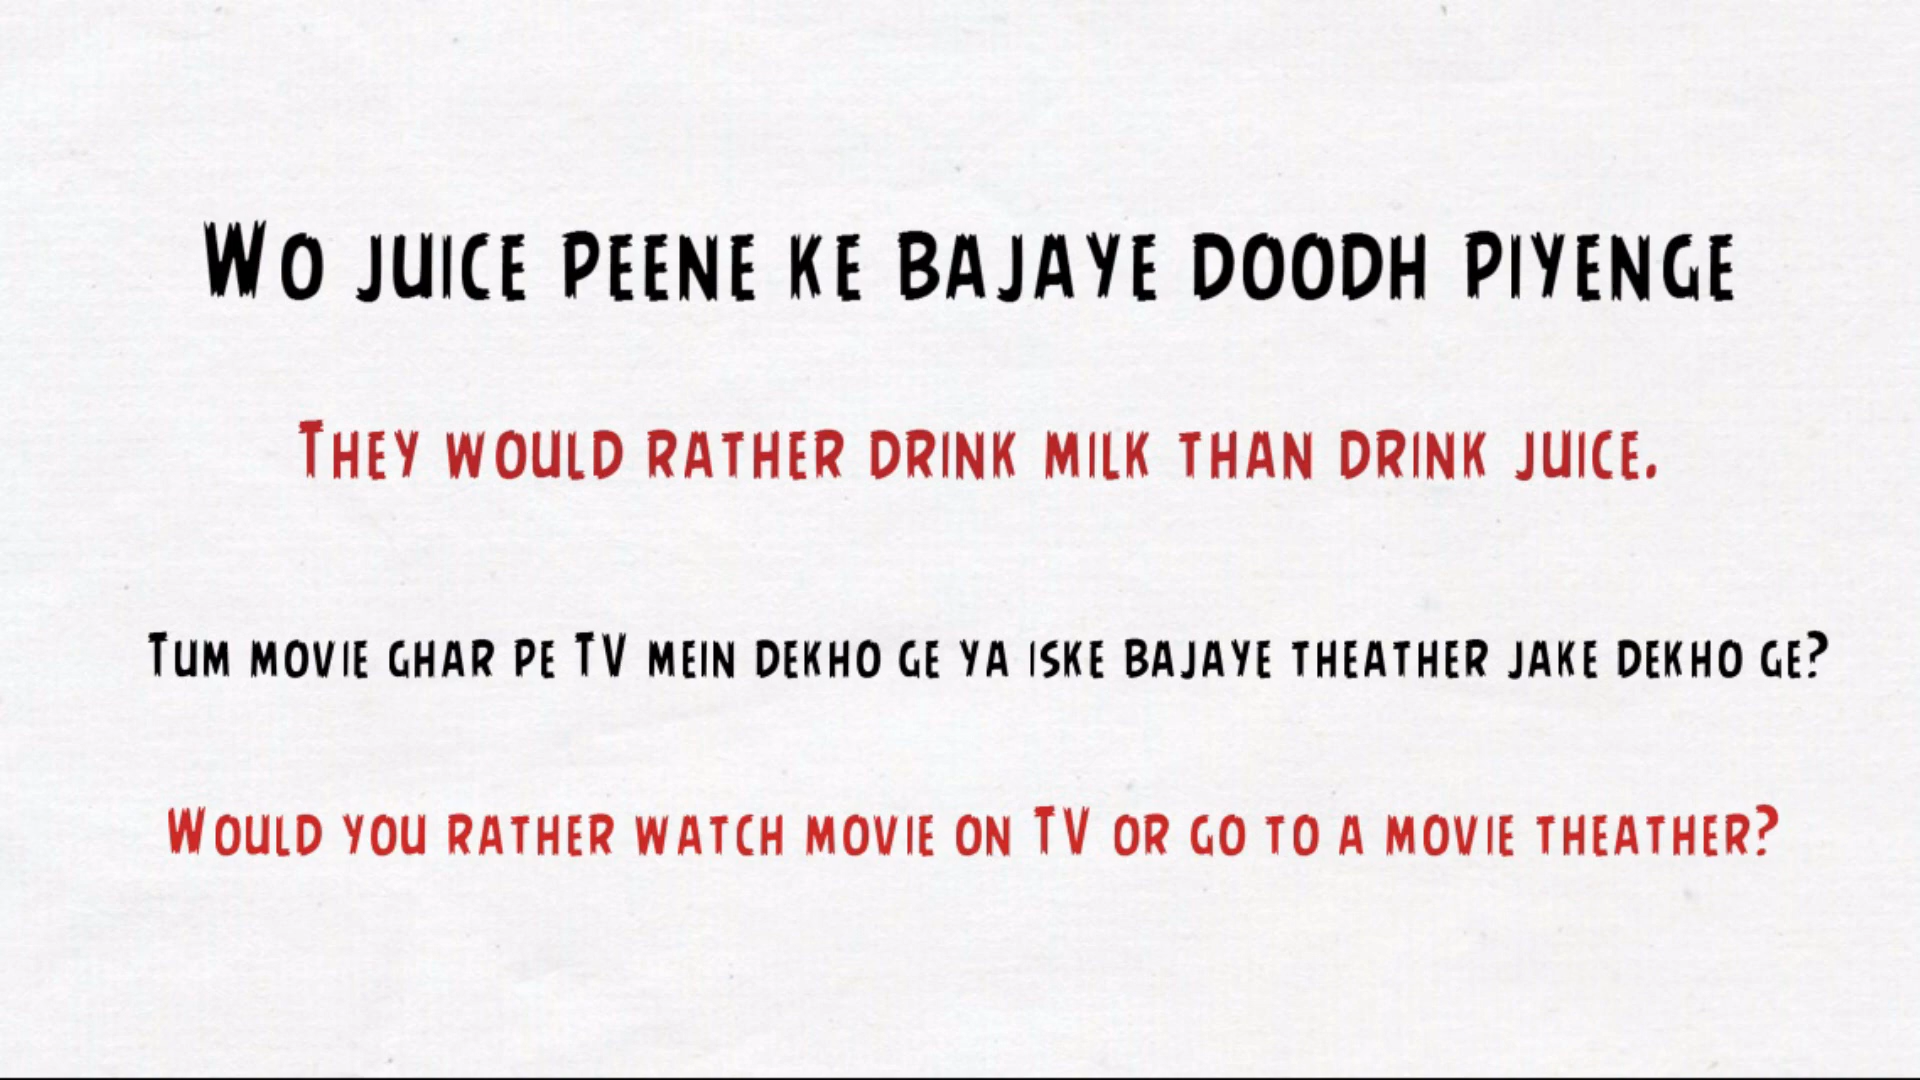 Wo juice peene ke bajaye doodh piyenge
They would rather drink milk than drink juice.
Tum movie ghar pe TV mein dekho ge ya iske bajaye theather jake dekho ge?
Would you rather watch movie on TV or go to a movie theather?